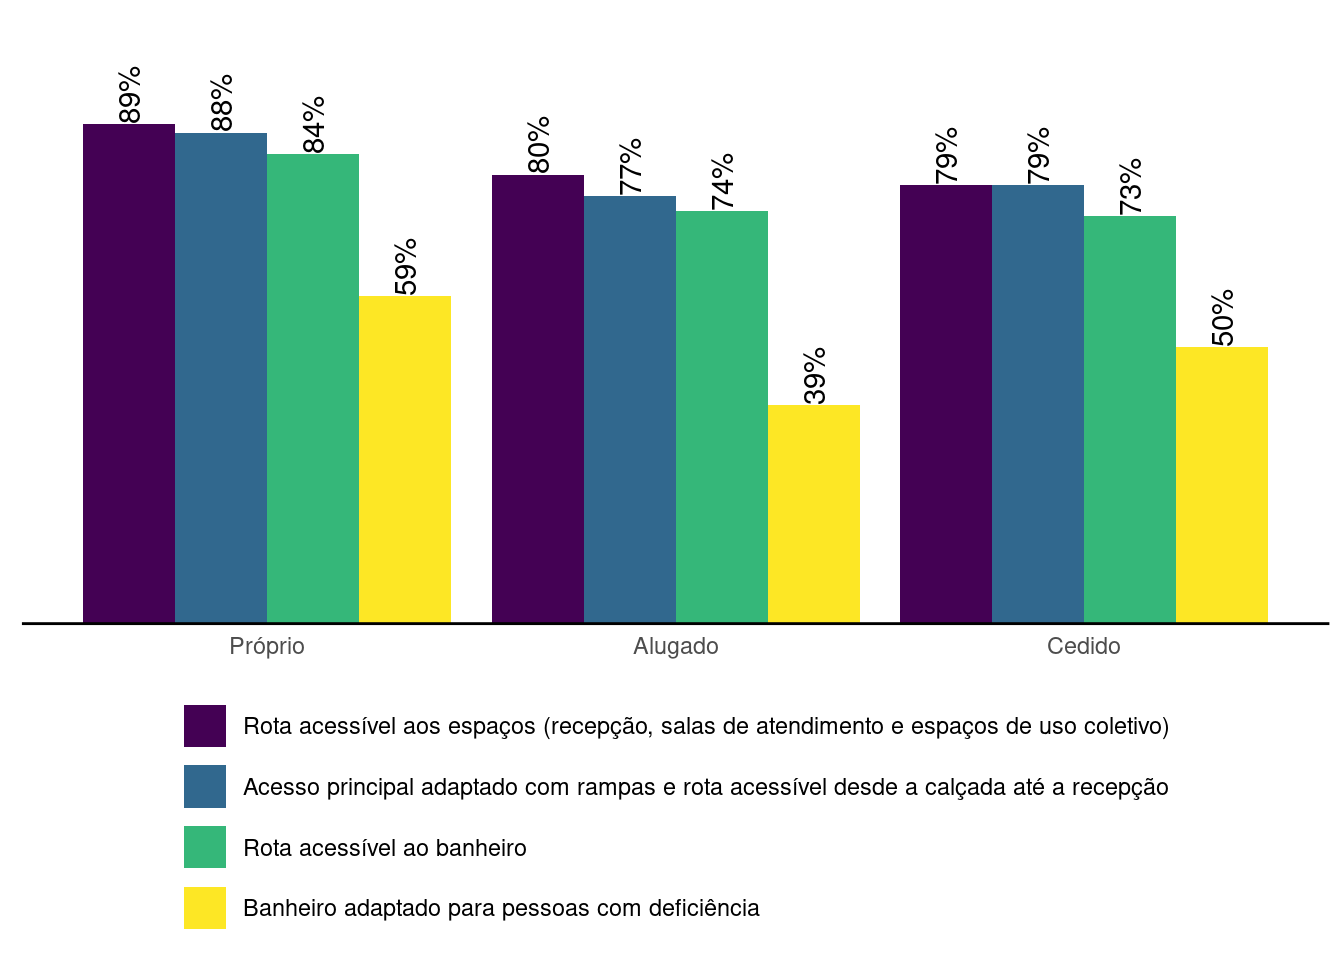 89%
88%
84%
59%
80%
77%
74%
39%
79%
79%
73%
50%
Próprio
Alugado
Cedido
Rota acessível aos espaços (recepção, salas de atendimento e espaços de uso coletivo)
Acesso principal adaptado com rampas e rota acessível desde a calçada até a recepção
Rota acessível ao banheiro
Banheiro adaptado para pessoas com deficiência